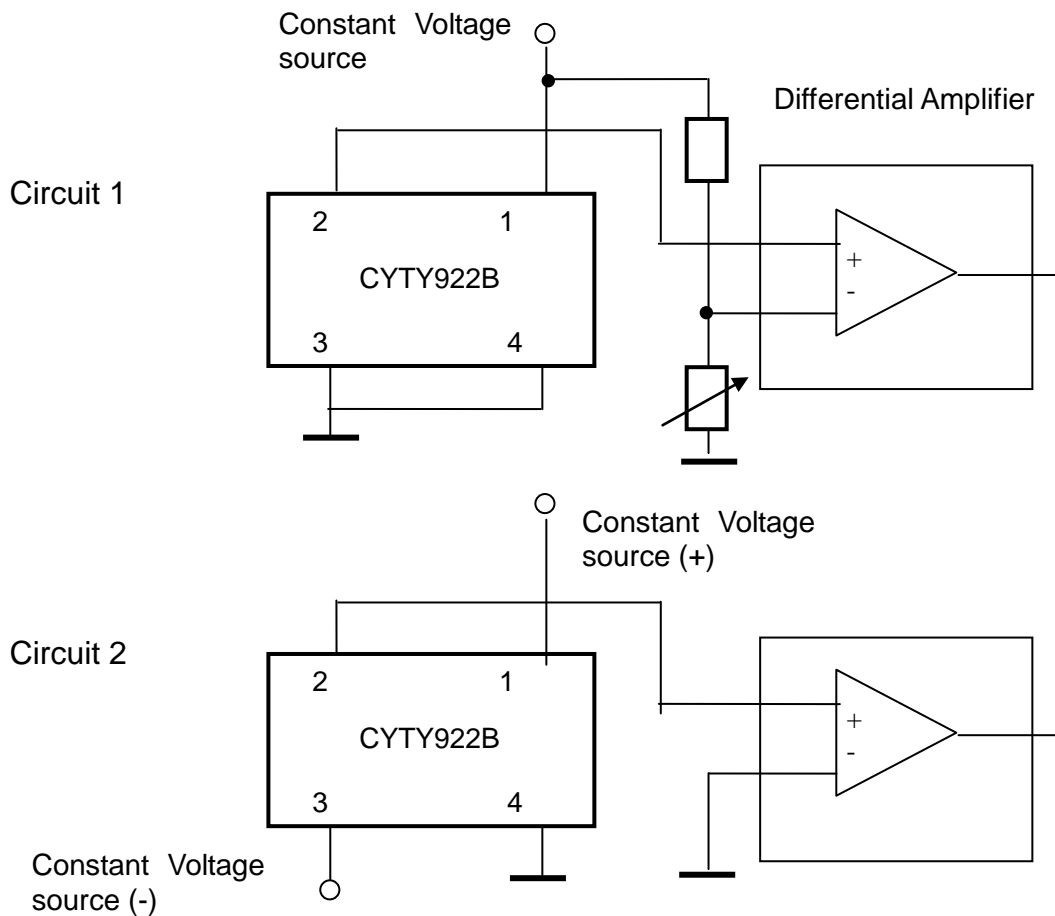 Constant Voltage
source
Differential Amplifier
Circuit 1
2 1
CYTY922B
3 4
+
-
Constant Voltage
source (+)
Circuit 2
2 1
CYTY922B
3 4
+
-
Constant Voltage
source (-)